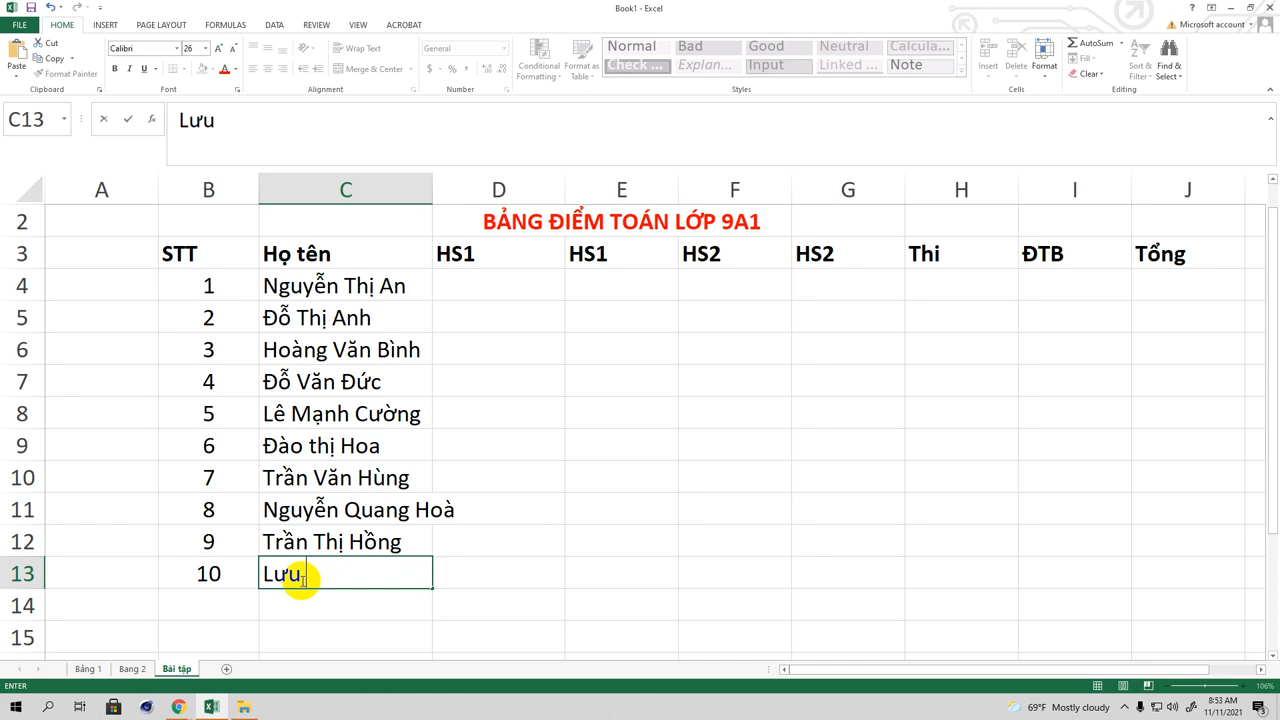 Book1 - Excel
Microsoft account
FILE HOME INSERT PAGE LAYOUT FORMULAS DATA REVIEW VIEW ACROBAT
Paste Cut Copy Format Painter Clipboard
Calibri 26 B I U A Font
Wrap Text Merge & Center Alignment
General $ % , Number
Conditional Formatting Format as Table
Normal Bad Good Neutral Calcula...
Check ... Explan... Input Linked ... Note
Styles
Insert Delete Format Cells
AutoSum Fill Clear Sort & Filter Find & Select Editing
C13 fx Lưu
A B C D E F G H I J
2 BẢNG ĐIỂM TOÁN LỚP 9A1
3 STT Họ tên HS1 HS1 HS2 HS2 Thi ĐTB Tổng
4 1 Nguyễn Thị An
5 2 Đỗ Thị Anh
6 3 Hoàng Văn Bình
7 4 Đỗ Văn Đức
8 5 Lê Mạnh Cường
9 6 Đào thị Hoa
10 7 Trần Văn Hùng
11 8 Nguyễn Quang Hoà
12 9 Trần Thị Hồng
13 10 Lưu
14
15
Bảng 1 Bang 2 Bài tập
ENTER 106%
69°F Mostly cloudy 8:53 AM
11/11/2021